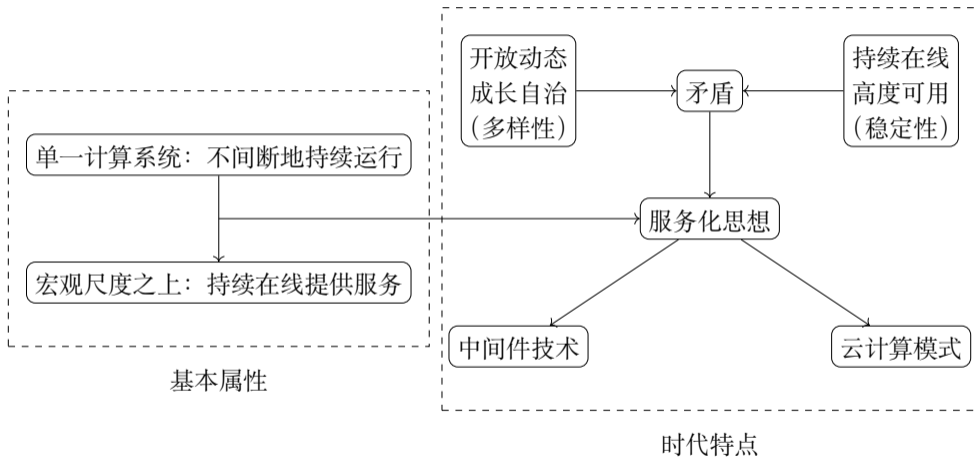 单一计算系统：不间断地持续运行
宏观尺度之上：持续在线提供服务
基本属性
开放动态
成长自治
（多样性）
矛盾
持续在线
高度可用
（稳定性）
服务化思想
中间件技术
云计算模式
时代特点